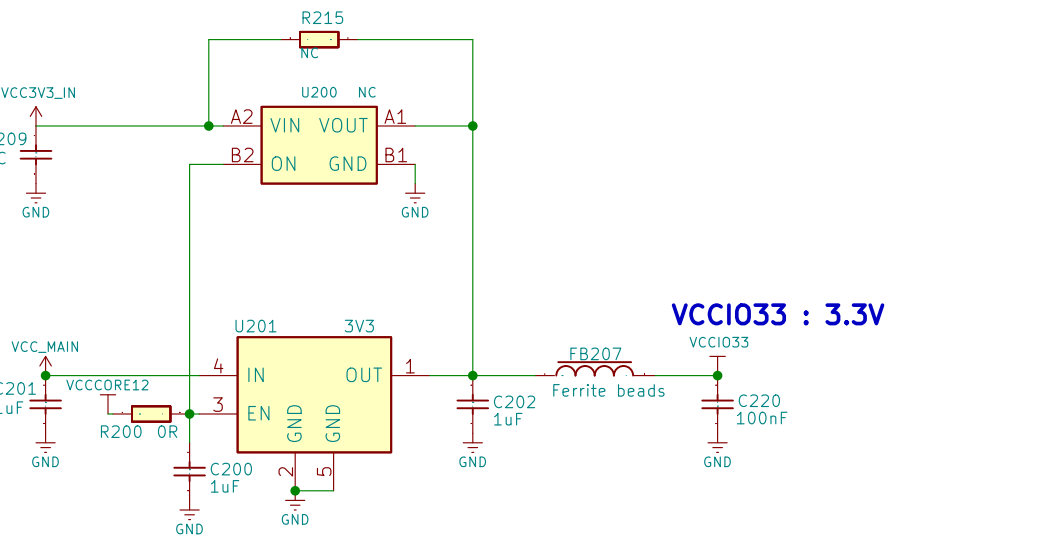 R215
NC
VCC3V3_IN
U200 NC
A2 VIN VOUT A1
209
C
B2 ON GND B1
GND
GND
VCCIO33 : 3.3V
U201 3V3
VCCIO33
VCC_MAIN
FB207
4 IN OUT 1
C201
VCCCORE12
Ferrite beads
1uF
3 EN
C202
1uF
C220
100nF
R200 0R
GND GND
GND
GND
GND
2 5
C200
1uF
GND
GND